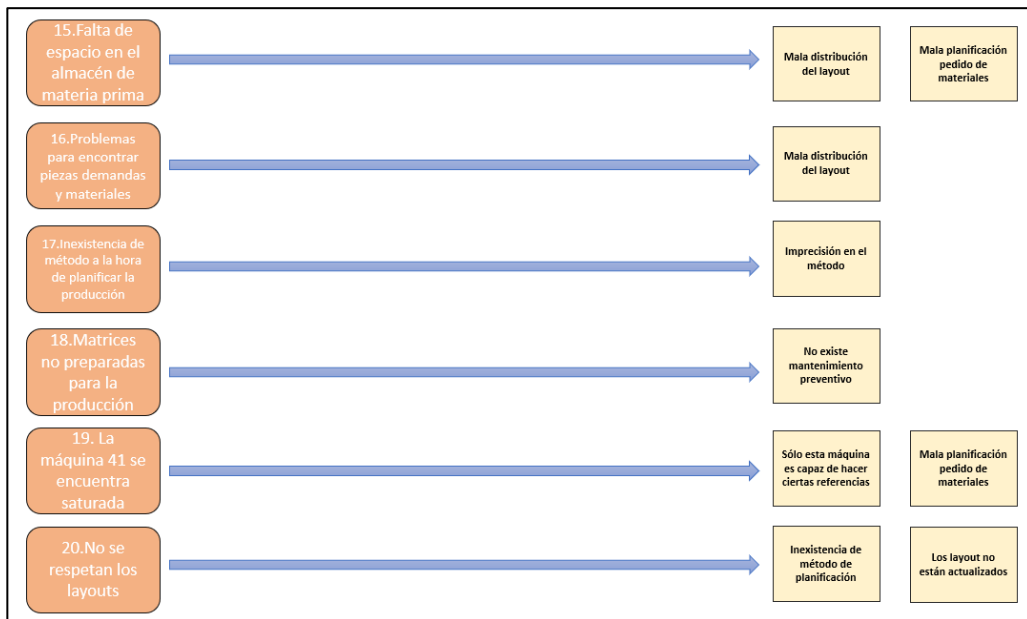 15.Falta de
espacio en el
almacén de
materia prima
Mala distribución
del layout
Mala planificación
pedido de
materiales
16.Problemas
para encontrar
piezas demandas
y materiales
Mala distribución
del layout
17.Inexistencia de
método a la hora
de planificar la
producción
Imprecisión en el
método
18.Matrices
no preparadas
para la
producción
No existe
mantenimiento
preventivo
19. La
máquina 41 se
encuentra
saturada
Sólo esta máquina
es capaz de hacer
ciertas referencias
Mala planificación
pedido de
materiales
20.No se
respetan los
layouts
Inexistencia de
método de
planificación
Los layout no
están actualizados